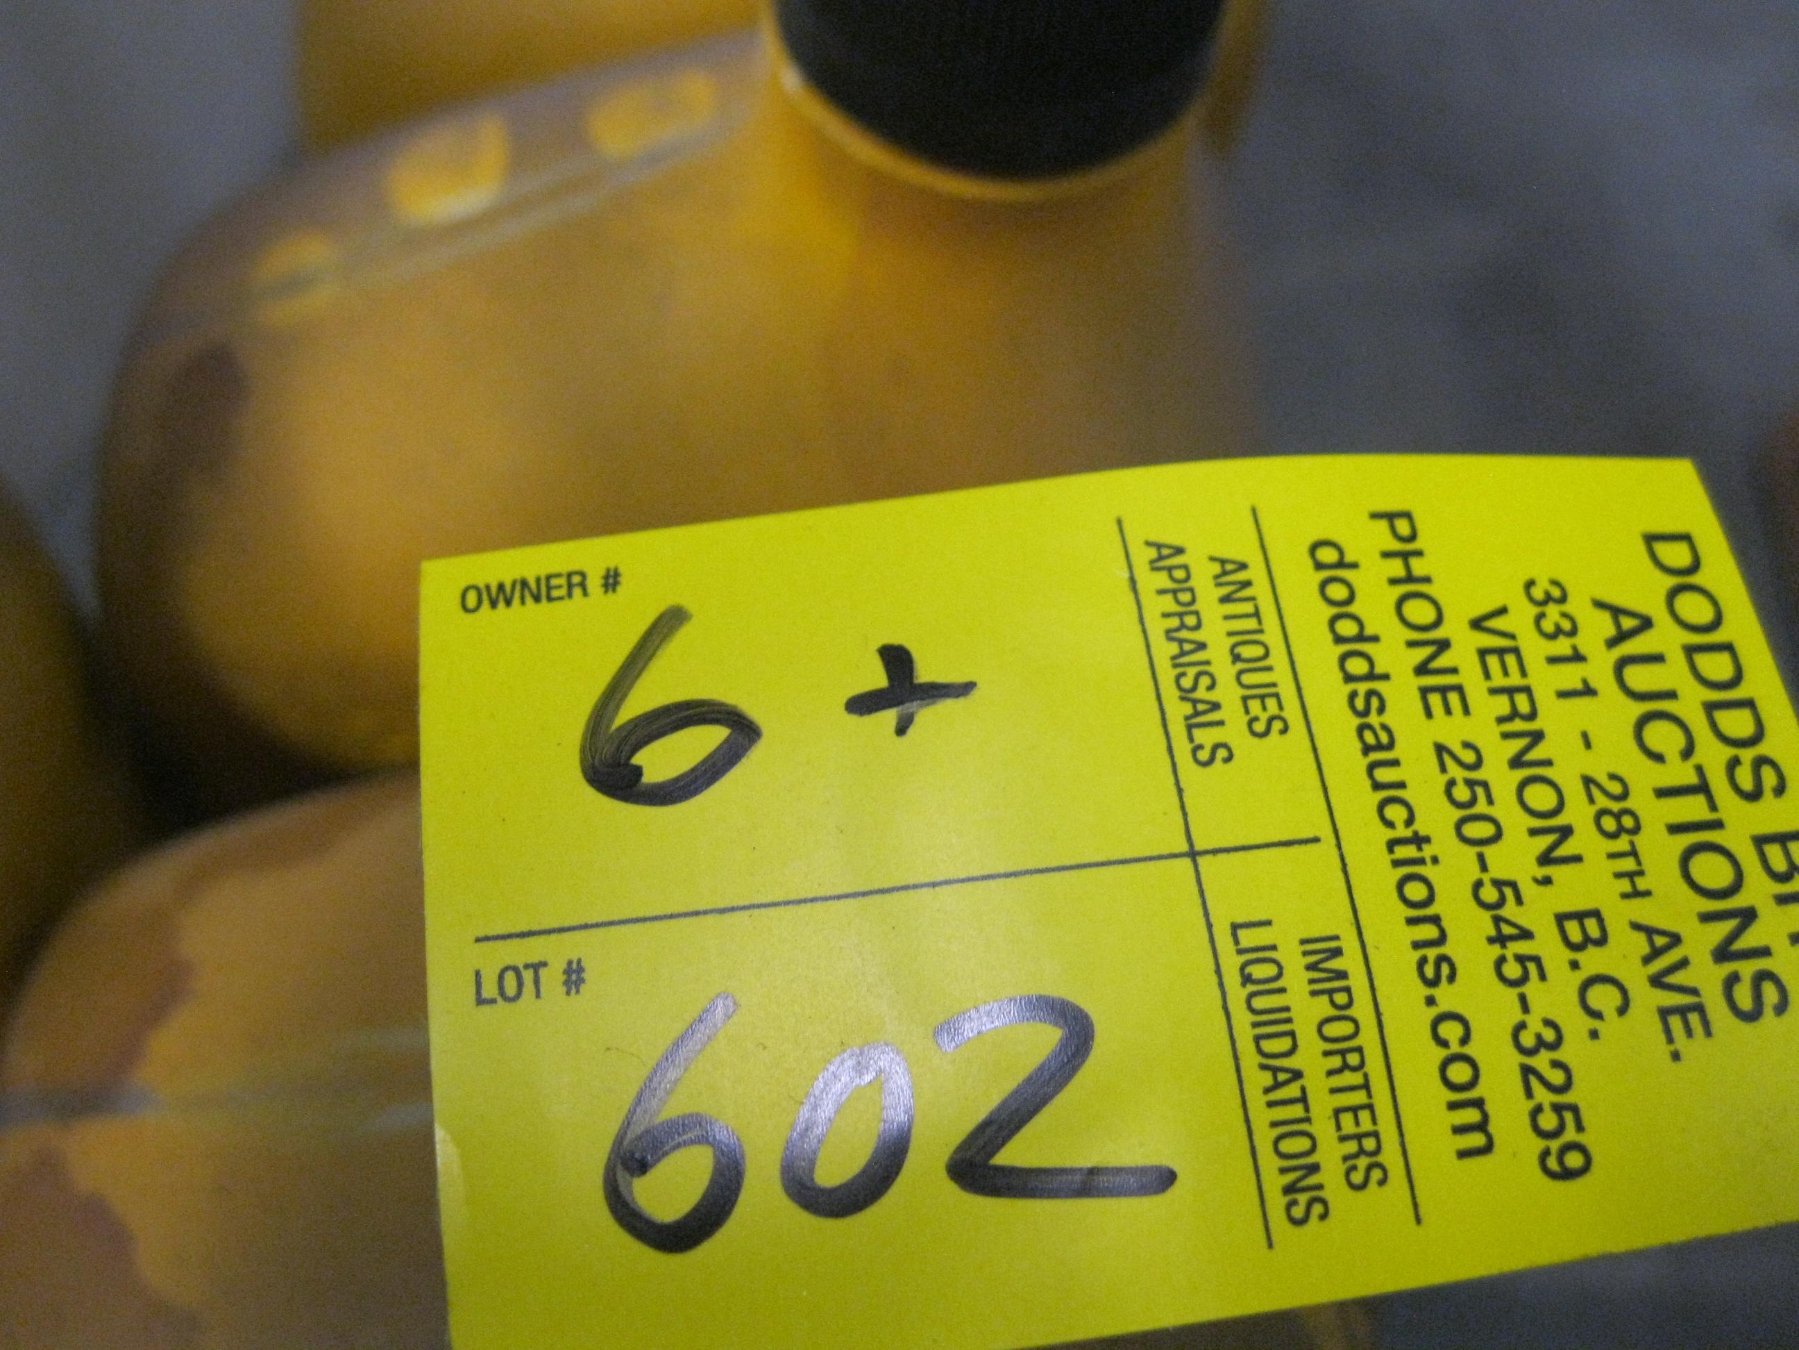 OWNER #
6 +
LOT #
602
ANTIQUES
APPRAISALS
IMPORTERS
LIQUIDATIONS
DODDS
AUCTIONS
3311 - 28TH AVE.
VERNON, B.C.
PHONE 250-545-3259
doddsauctions.com